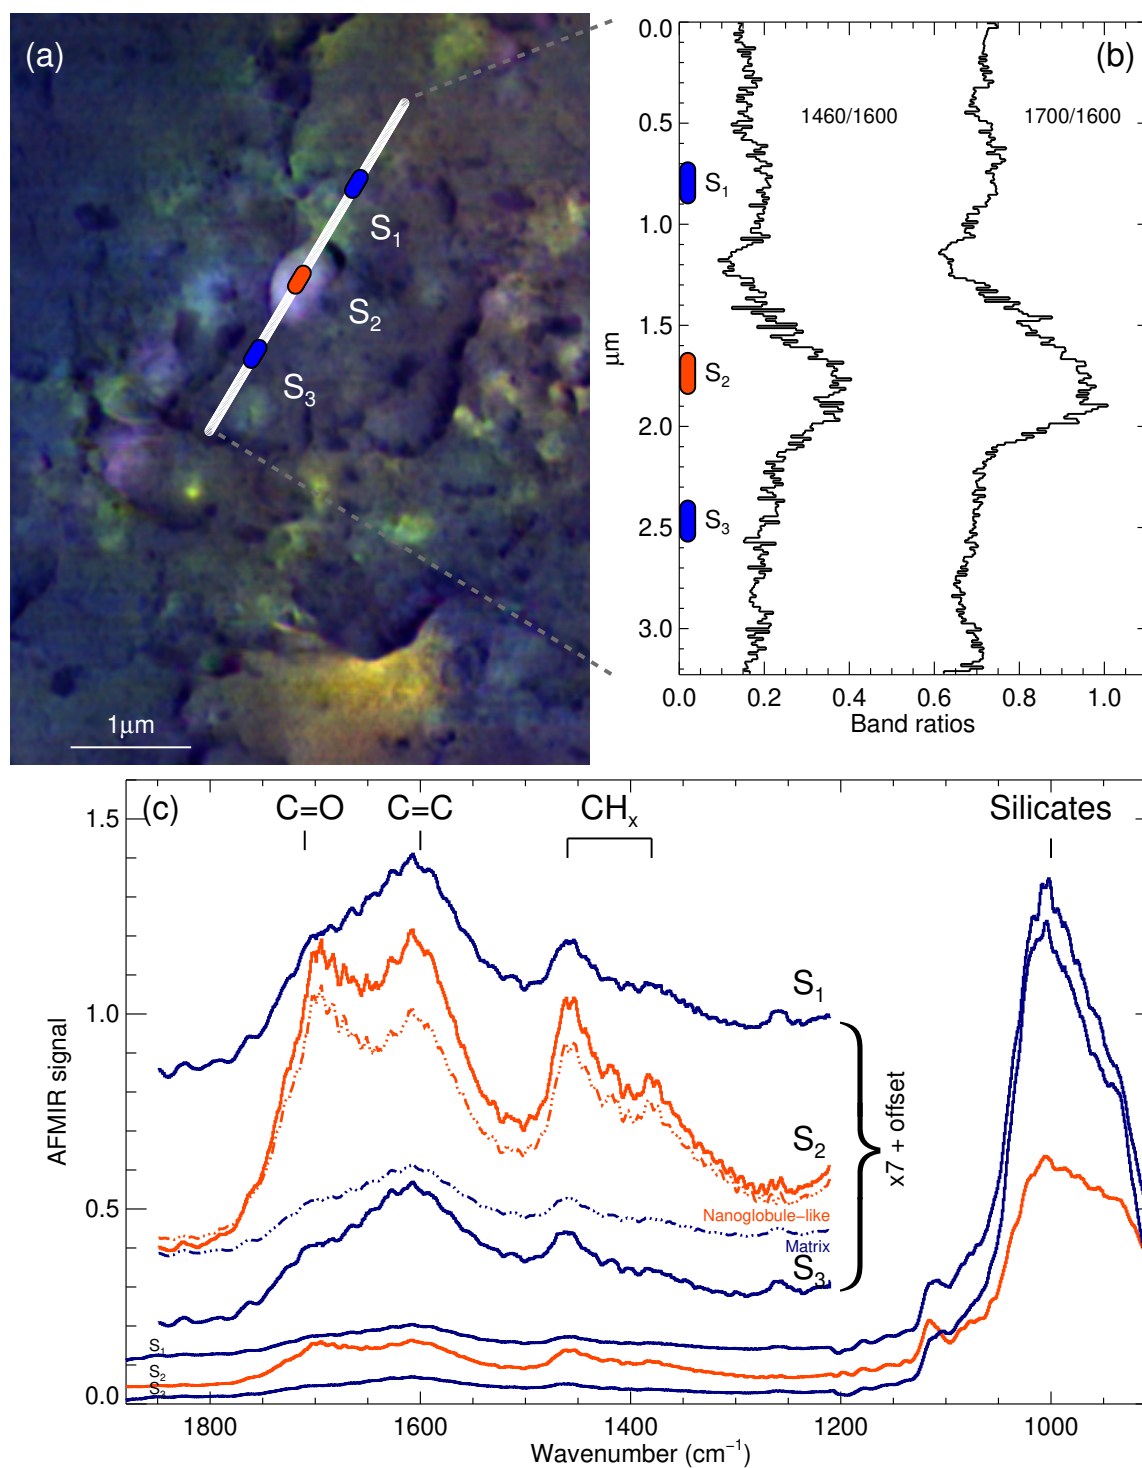 (a)
S1
S2
S3
1μm
(b)
0.0
0.5
1.0
1.5
2.0
2.5
3.0
μm
1460/1600
1700/1600
S1
S2
S3
0.0 0.2 0.4 0.6 0.8 1.0
Band ratios
(c)
C=O C=C CHx Silicates
1.5
1.0
0.5
0.0
AFMIR signal
S1
S2
Nanoglobule−like
Matrix
S3
x7 + offset
S1
S2
S3
1800 1600 1400 1200 1000
Wavenumber (cm−1)